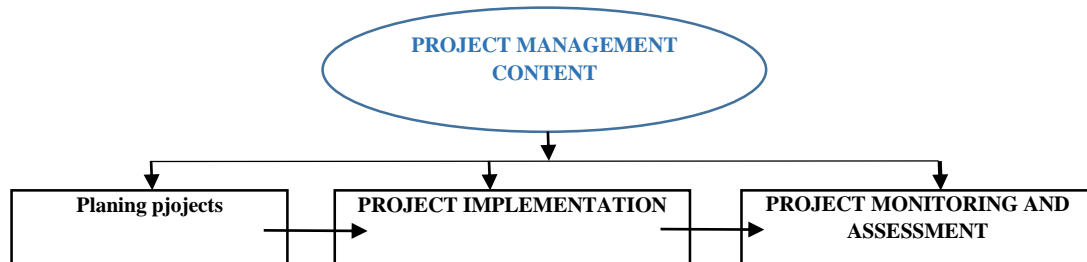 PROJECT MANAGEMENT
CONTENT
Planing pjojects
PROJECT IMPLEMENTATION
PROJECT MONITORING AND
ASSESSMENT